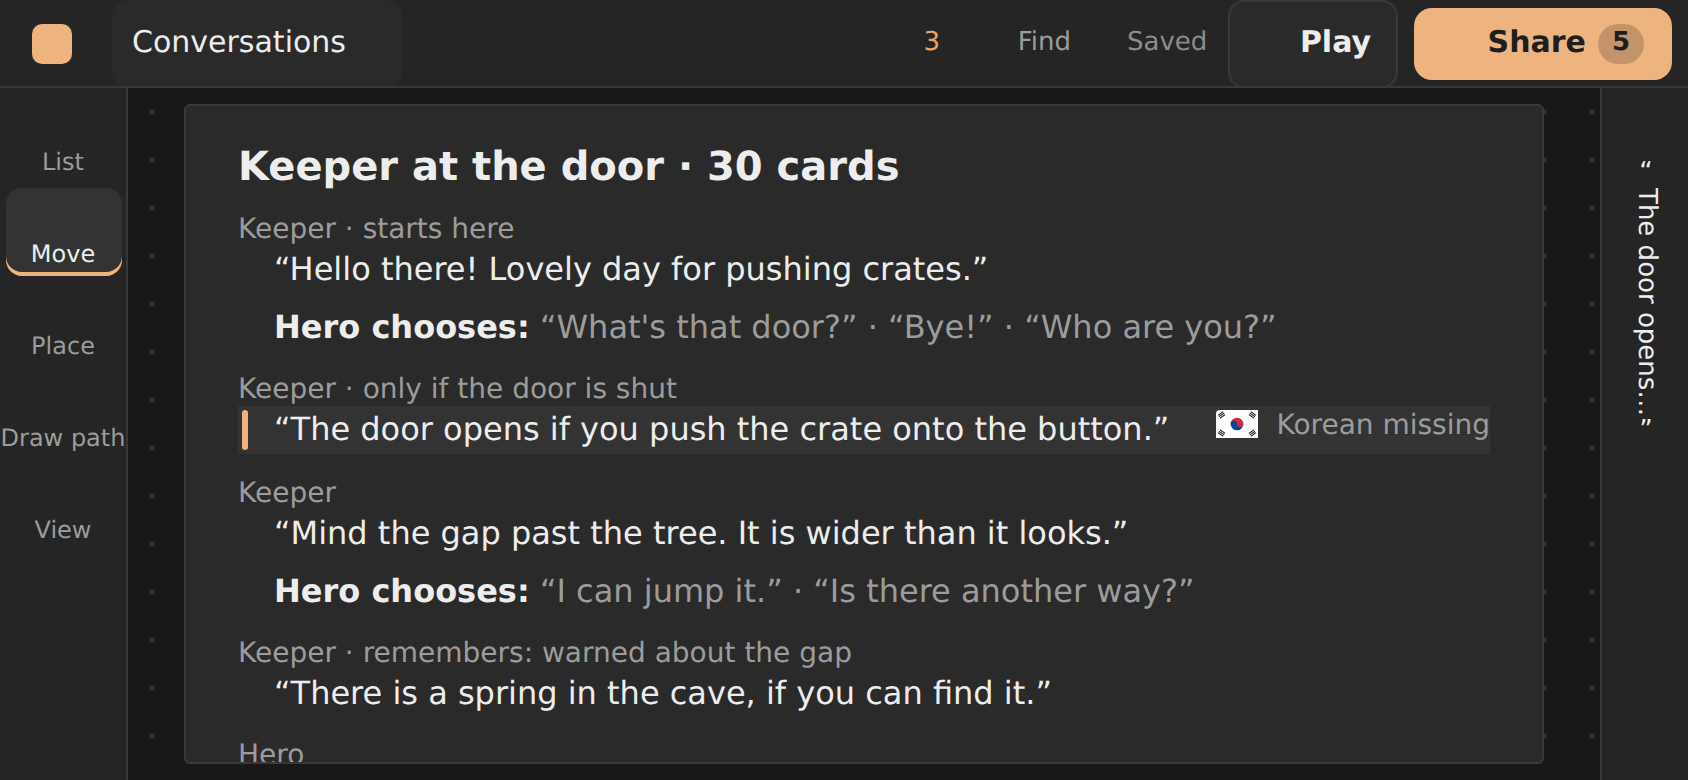 Conversations
3
Find
Saved
Play
Share 5
List
Move
Place
Draw path
View
Keeper at the door · 30 cards
Keeper · starts here
“Hello there! Lovely day for pushing crates.”
Hero chooses: “What's that door?” · “Bye!” · “Who are you?”
Keeper · only if the door is shut
“The door opens if you push the crate onto the button.”
Korean missing
Keeper
“Mind the gap past the tree. It is wider than it looks.”
Hero chooses: “I can jump it.” · “Is there another way?”
Keeper · remembers: warned about the gap
“There is a spring in the cave, if you can find it.”
Hero
“ The door opens…”